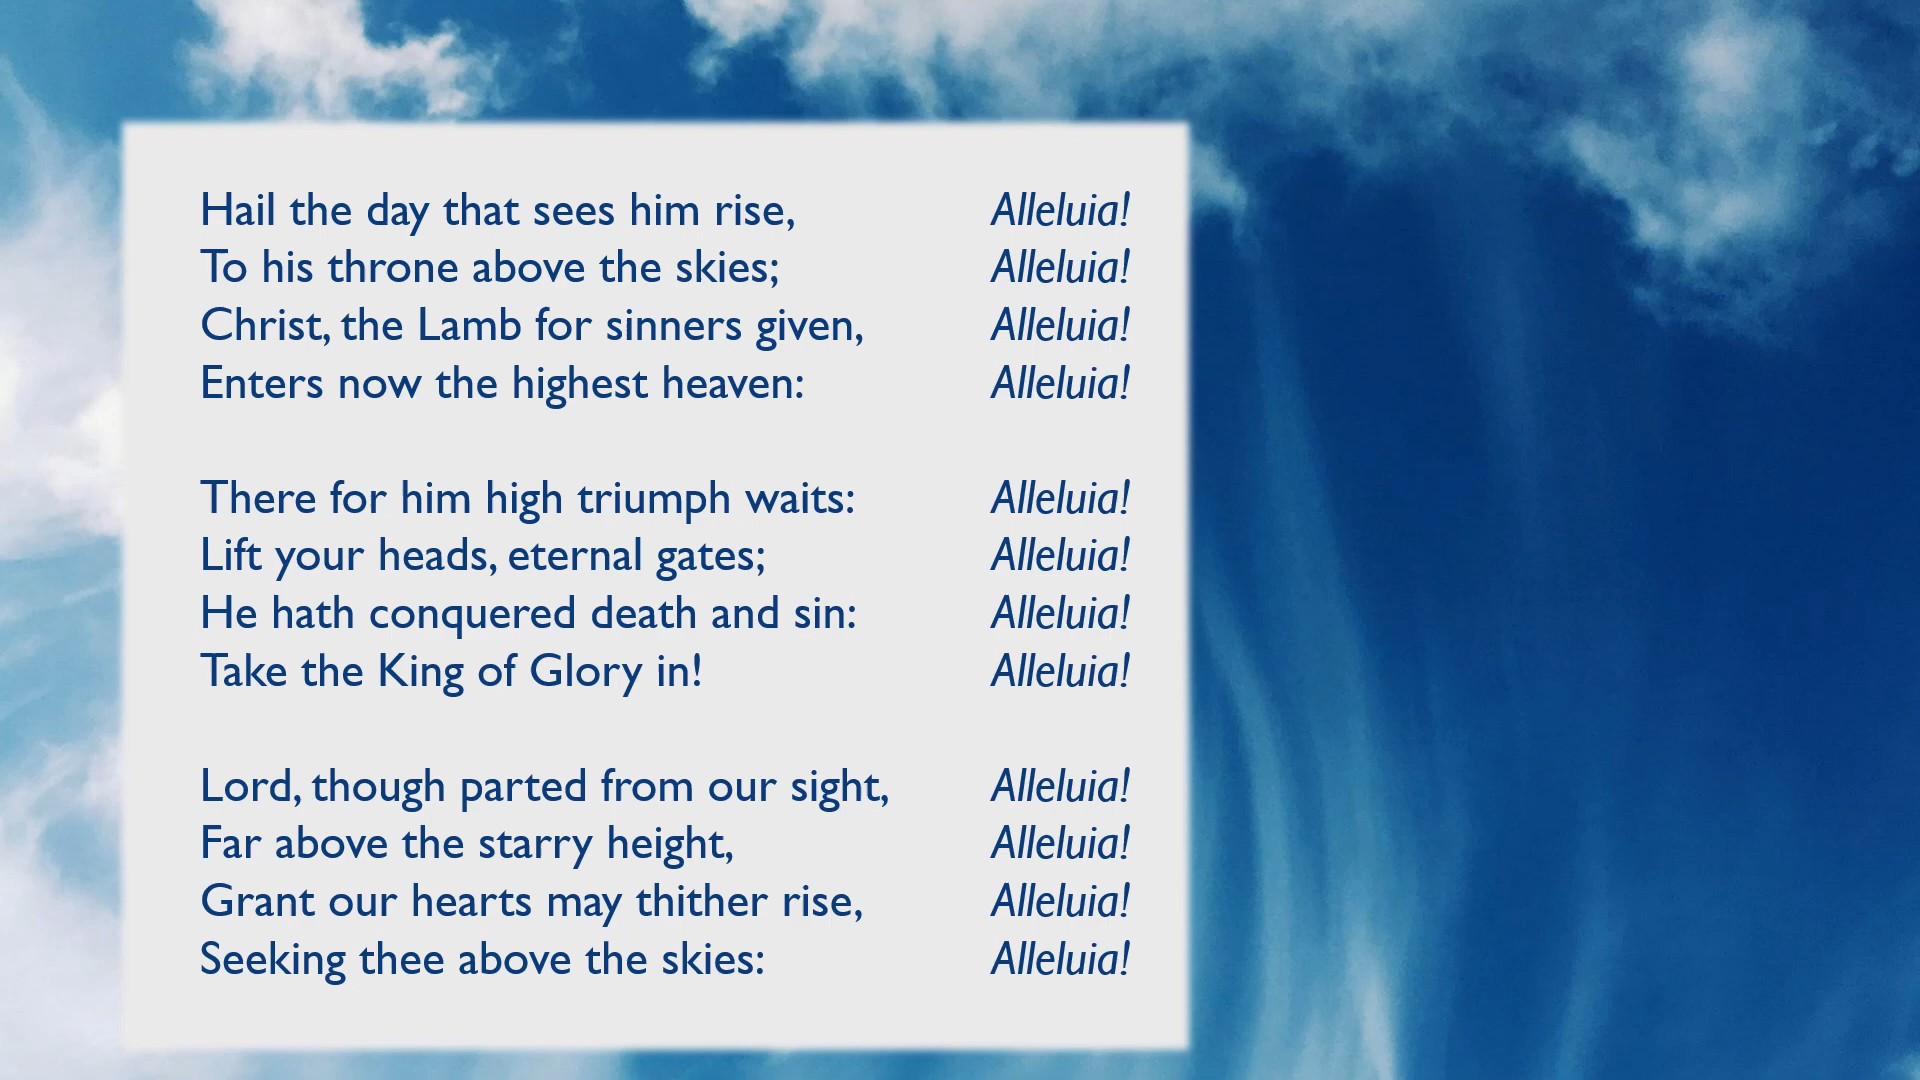 Hail the day that sees him rise, Alleluia!
To his throne above the skies; Alleluia!
Christ, the Lamb for sinners given, Alleluia!
Enters now the highest heaven: Alleluia!
There for him high triumph waits: Alleluia!
Lift your heads, eternal gates; Alleluia!
He hath conquered death and sin: Alleluia!
Take the King of Glory in! Alleluia!
Lord, though parted from our sight, Alleluia!
Far above the starry height, Alleluia!
Grant our hearts may thither rise, Alleluia!
Seeking thee above the skies: Alleluia!